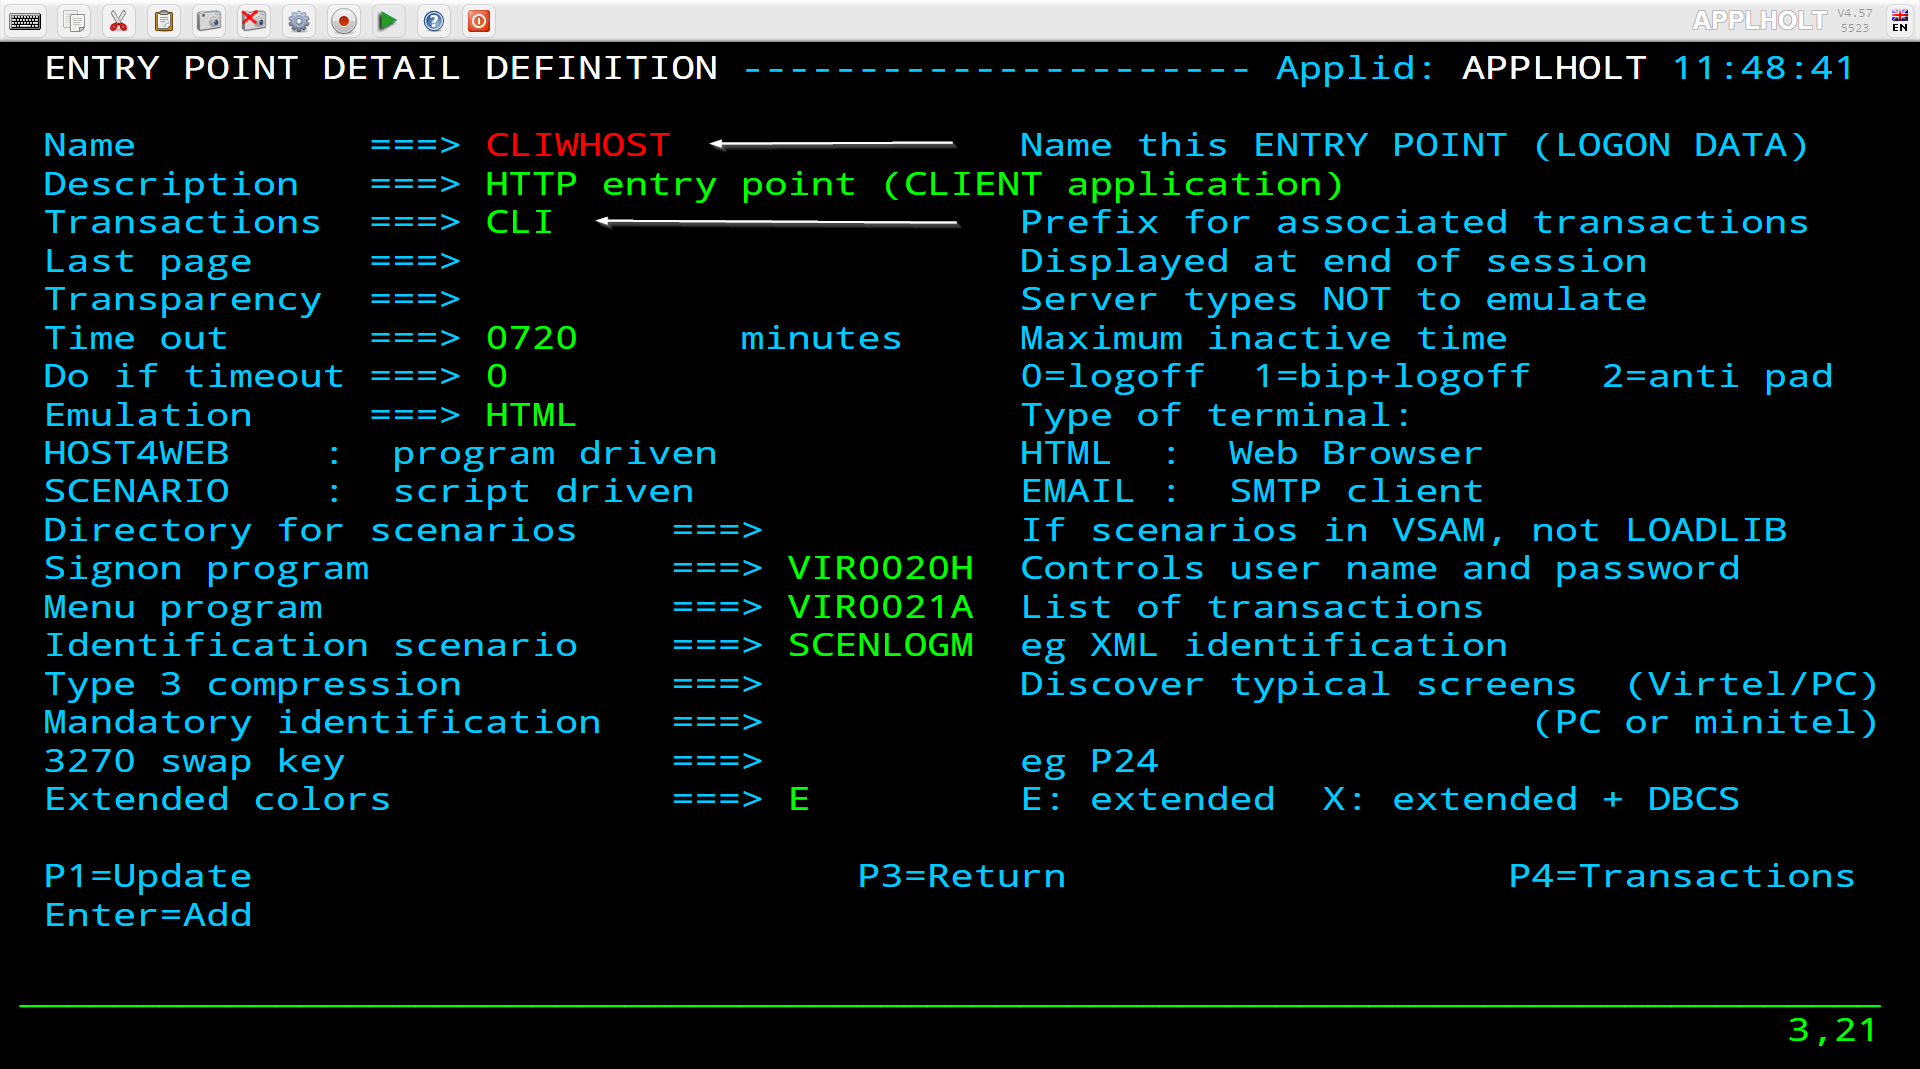 APPLHOLT V4.57 5523 EN
ENTRY POINT DETAIL DEFINITION ---------------------- Applid: APPLHOLT 11:48:41
Name ===> CLIWHOST Name this ENTRY POINT (LOGON DATA)
Description ===> HTTP entry point (CLIENT application)
Transactions ===> CLI Prefix for associated transactions
Last page ===> Displayed at end of session
Transparency ===> Server types NOT to emulate
Time out ===> 0720 minutes Maximum inactive time
Do if timeout ===> 0 0=logoff 1=bip+logoff 2=anti pad
Emulation ===> HTML Type of terminal:
HOST4WEB : program driven HTML : Web Browser
SCENARIO : script driven EMAIL : SMTP client
Directory for scenarios ===> If scenarios in VSAM, not LOADLIB
Signon program ===> VIR0020H Controls user name and password
Menu program ===> VIR0021A List of transactions
Identification scenario ===> SCENLOGM eg XML identification
Type 3 compression ===> Discover typical screens (Virtel/PC)
Mandatory identification ===> (PC or minitel)
3270 swap key ===> eg P24
Extended colors ===> E E: extended X: extended + DBCS
P1=Update P3=Return P4=Transactions
Enter=Add
3,21